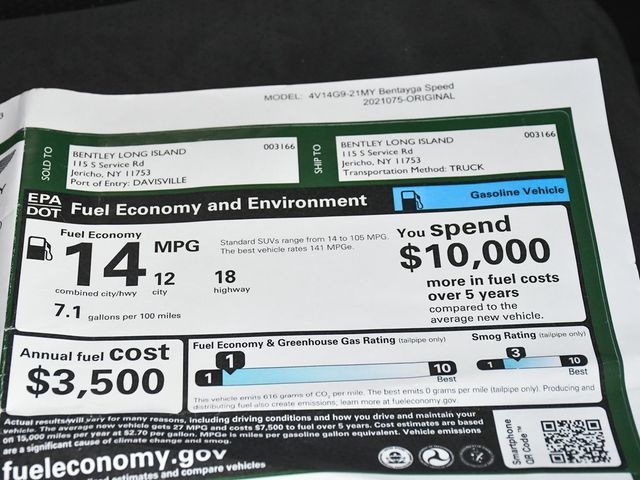 MODEL: 4V14G9-21MY Bentayga Speed
2021075-ORIGINAL
SOLD TO
BENTLEY LONG ISLAND 003166
115 S Service Rd
Jericho, NY 11753
Port of Entry: DAVISVILLE
SHIP TO
BENTLEY LONG ISLAND 003166
115 S Service Rd
Jericho, NY 11753
Transportation Method: TRUCK
EPA
DOT
Fuel Economy and Environment
Gasoline Vehicle
Fuel Economy
14 MPG
combined city/hwy
12
city
18
highway
7.1 gallons per 100 miles
Standard SUVs range from 14 to 105 MPG.
The best vehicle rates 141 MPGe.
You spend
$10,000
more in fuel costs
over 5 years
compared to the
average new vehicle.
Annual fuel cost
$3,500
Fuel Economy & Greenhouse Gas Rating (tailpipe only)
1
1 10
Best
Smog Rating (tailpipe only)
3
1 10
Best
This vehicle emits 616 grams of CO2 per mile. The best emits 0 grams per mile (tailpipe only). Producing and
distributing fuel also create emissions; learn more at fueleconomy.gov.
Actual results will vary for many reasons, including driving conditions and how you drive and maintain your
vehicle. The average new vehicle gets 27 MPG and costs $7,500 to fuel over 5 years. Cost estimates are based
on 15,000 miles per year at $2.70 per gallon. MPGe is miles per gasoline gallon equivalent. Vehicle emissions
are a significant cause of climate change and smog.
fueleconomy.gov
estimates and compare vehicles
Smartphone
QR Code™